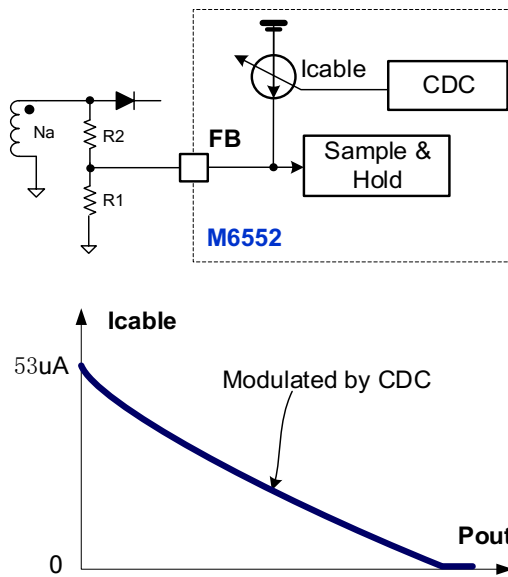 Icable
CDC
Na
R2
FB
Sample &
Hold
R1
M6552
Icable
53uA
Modulated by CDC
Pout
0